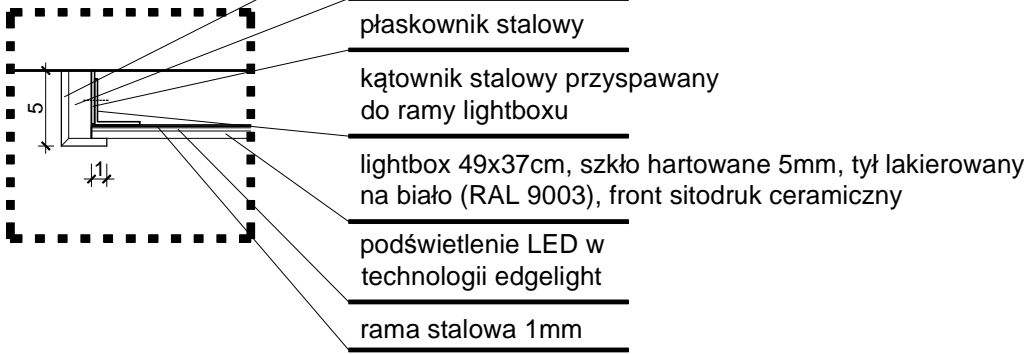 płaskownik stalowy
kątownik stalowy przyspawany
do ramy lightboxu
5
1
lightbox 49x37cm, szkło hartowane 5mm, tył lakierowany
na biało (RAL 9003), front sitodruk ceramiczny
podświetlenie LED w
technologii edgelight
rama stalowa 1mm